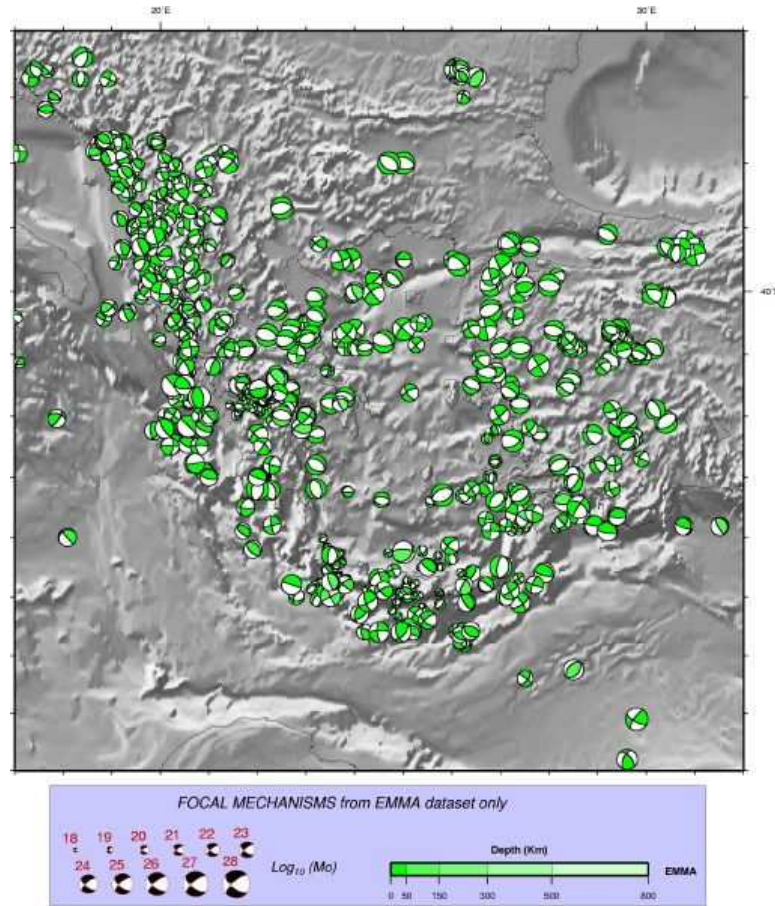 20˚E 30˚E
40˚
FOCAL MECHANISMS from EMMA dataset only
18 19 20 21 22 23
24 25 26 27 28
Log10 (Mo)
Depth (Km)
EMMA
0 50 150 300 500 800